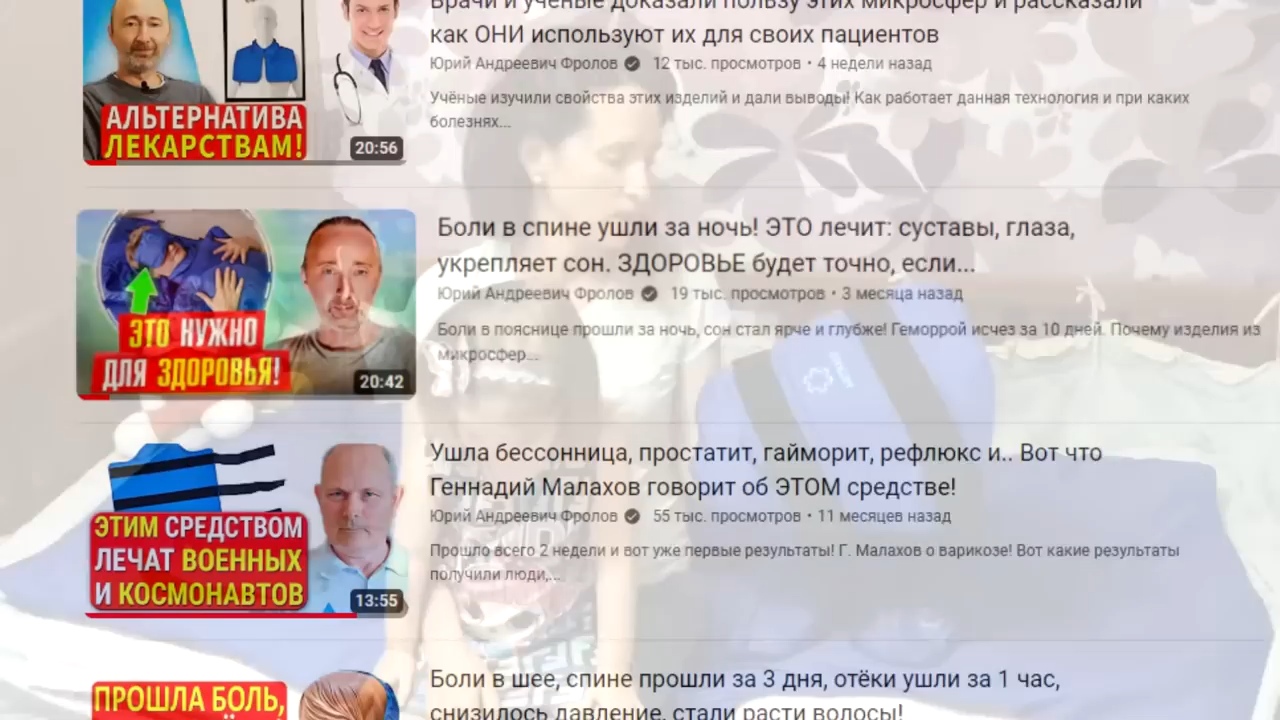 Врачи и учёные доказали пользу этих микросфер и рассказали
как ОНИ используют их для своих пациентов
Юрий Андреевич Фролов 12 тыс. просмотров • 4 недели назад
Учёные изучили свойства этих изделий и дали выводы! Как работает данная технология и при каких
болезнях...
АЛЬТЕРНАТИВА
ЛЕКАРСТВАМ!
20:56
Боли в спине ушли за ночь! ЭТО лечит: суставы, глаза,
укрепляет сон. ЗДОРОВЬЕ будет точно, если...
Юрий Андреевич Фролов 19 тыс. просмотров • 3 месяца назад
Боли в пояснице прошли за ночь, сон стал ярче и глубже! Геморрой исчез за 10 дней. Почему изделия из
микросфер...
ЭТО НУЖНО
ДЛЯ ЗДОРОВЬЯ!
20:42
Ушла бессонница, простатит, гайморит, рефлюкс и.. Вот что
Геннадий Малахов говорит об ЭТОМ средстве!
Юрий Андреевич Фролов 55 тыс. просмотров • 11 месяцев назад
Прошло всего 2 недели и вот уже первые результаты! Г. Малахов о варикозе! Вот какие результаты
получили люди,...
ЭТИМ СРЕДСТВОМ
ЛЕЧАТ ВОЕННЫХ
И КОСМОНАВТОВ
13:55
Боли в шее, спине прошли за 3 дня, отёки ушли за 1 час,
снизилось давление, стали расти волосы!
ПРОШЛА БОЛЬ,